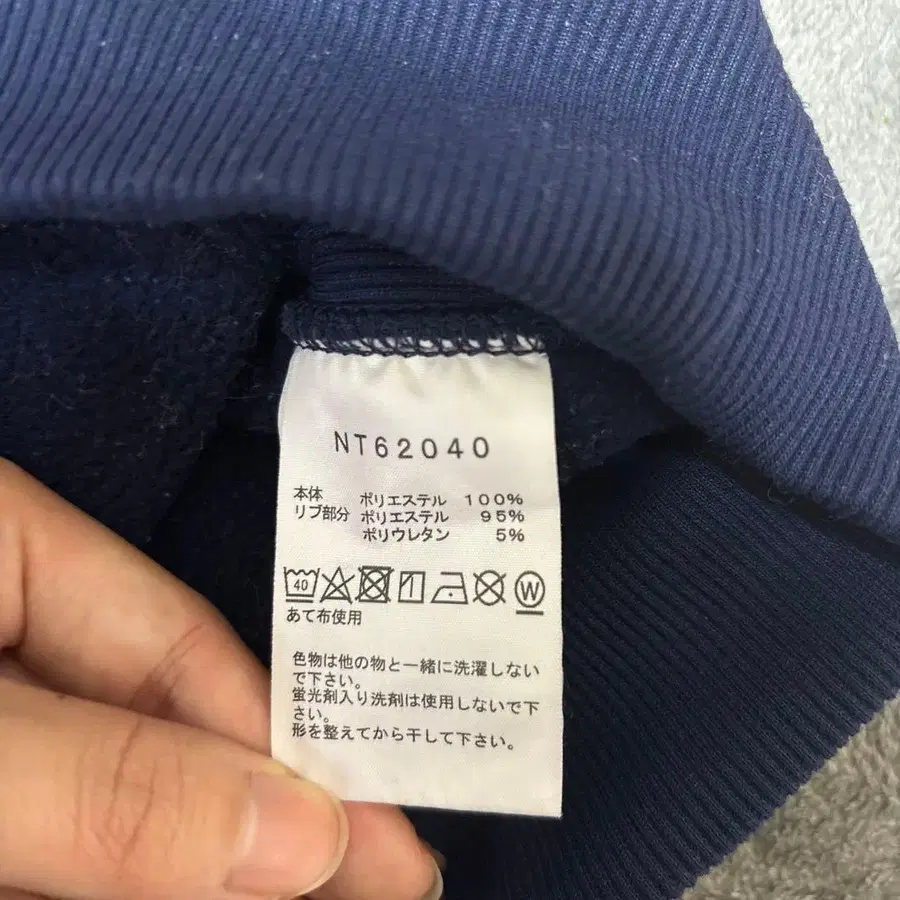 NT62040
本体 ポリエステル 100%
リブ部分 ポリエステル 95%
ポリウレタン 5%
40 W
あて布使用
色物は他の物と一緒に洗濯しない
で下さい。
蛍光剤入り洗剤は使用しないで下
さい。
形を整えてから干して下さい。